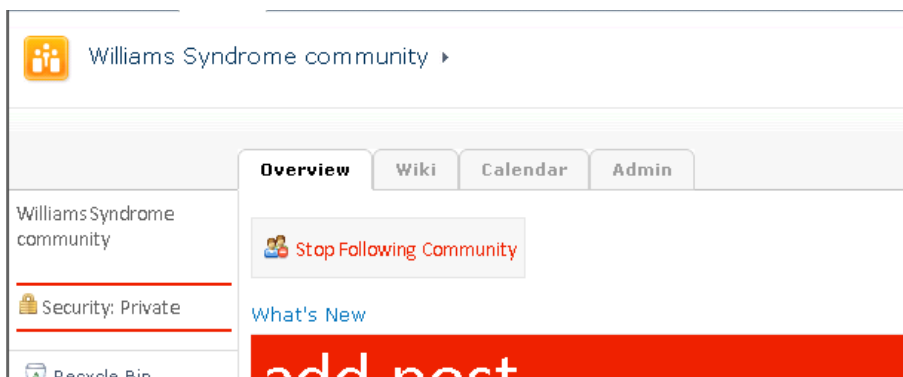 Williams Syndrome community
Overview Wiki Calendar Admin
Williams Syndrome
community
Stop Following Community
Security: Private
What's New
add post
Recycle Bin